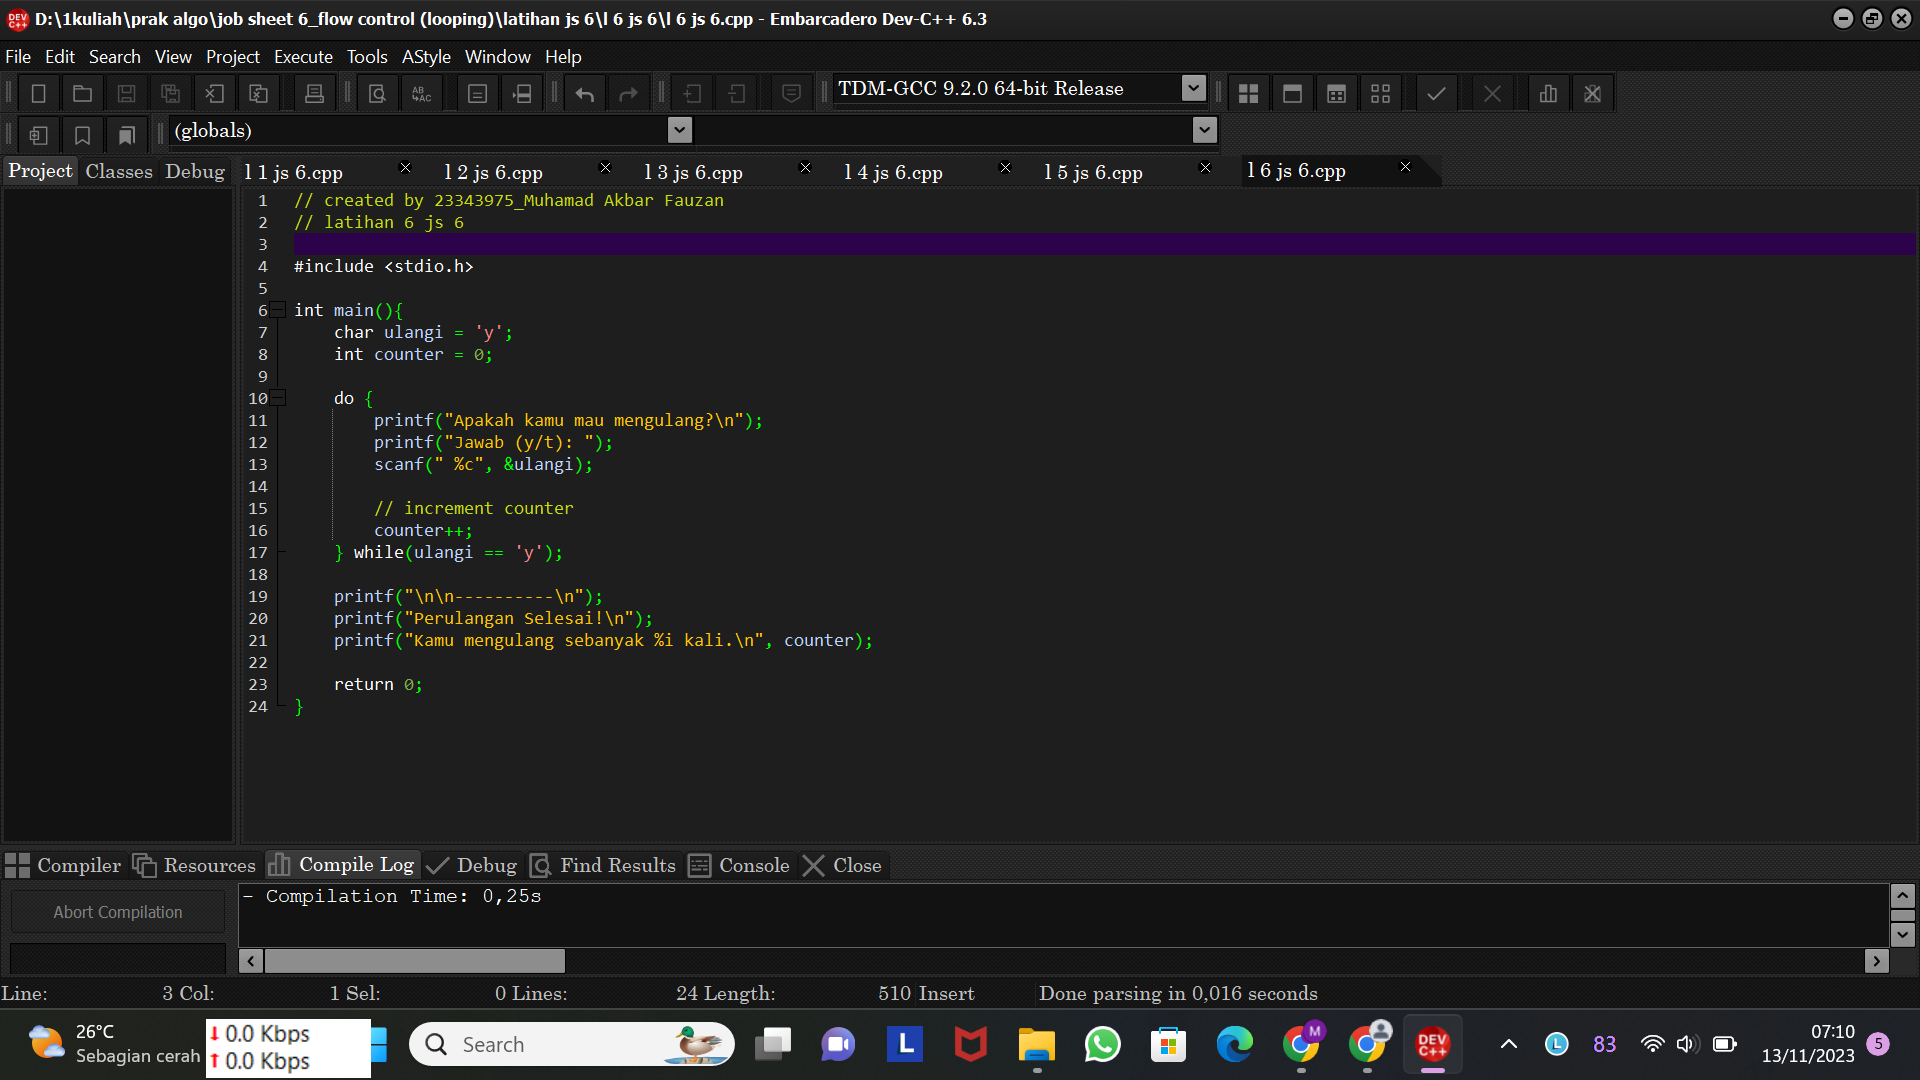 D:\1kuliah\prak algo\job sheet 6_flow control (looping)\latihan js 6\l 6 js 6\l 6 js 6.cpp - Embarcadero Dev-C++ 6.3
File Edit Search View Project Execute Tools AStyle Window Help
TDM-GCC 9.2.0 64-bit Release
(globals)
Project Classes Debug
l 1 js 6.cpp l 2 js 6.cpp l 3 js 6.cpp l 4 js 6.cpp l 5 js 6.cpp l 6 js 6.cpp
1 // created by 23343975_Muhamad Akbar Fauzan
2 // latihan 6 js 6
3
4 #include <stdio.h>
5
6 int main(){
7 char ulangi = 'y';
8 int counter = 0;
9
10 do {
11 printf("Apakah kamu mau mengulang?\n");
12 printf("Jawab (y/t): ");
13 scanf(" %c", &ulangi);
14
15 // increment counter
16 counter++;
17 } while(ulangi == 'y');
18
19 printf("\n\n----------\n");
20 printf("Perulangan Selesai!\n");
21 printf("Kamu mengulang sebanyak %i kali.\n", counter);
22
23 return 0;
24 }
Compiler Resources Compile Log Debug Find Results Console Close
Abort Compilation
- Compilation Time: 0,25s
Line: 3 Col: 1 Sel: 0 Lines: 24 Length: 510 Insert Done parsing in 0,016 seconds
26°C
Sebagian cerah
0.0 Kbps
0.0 Kbps
Search
L
M
DEV
C++
L
83
07:10
13/11/2023
5